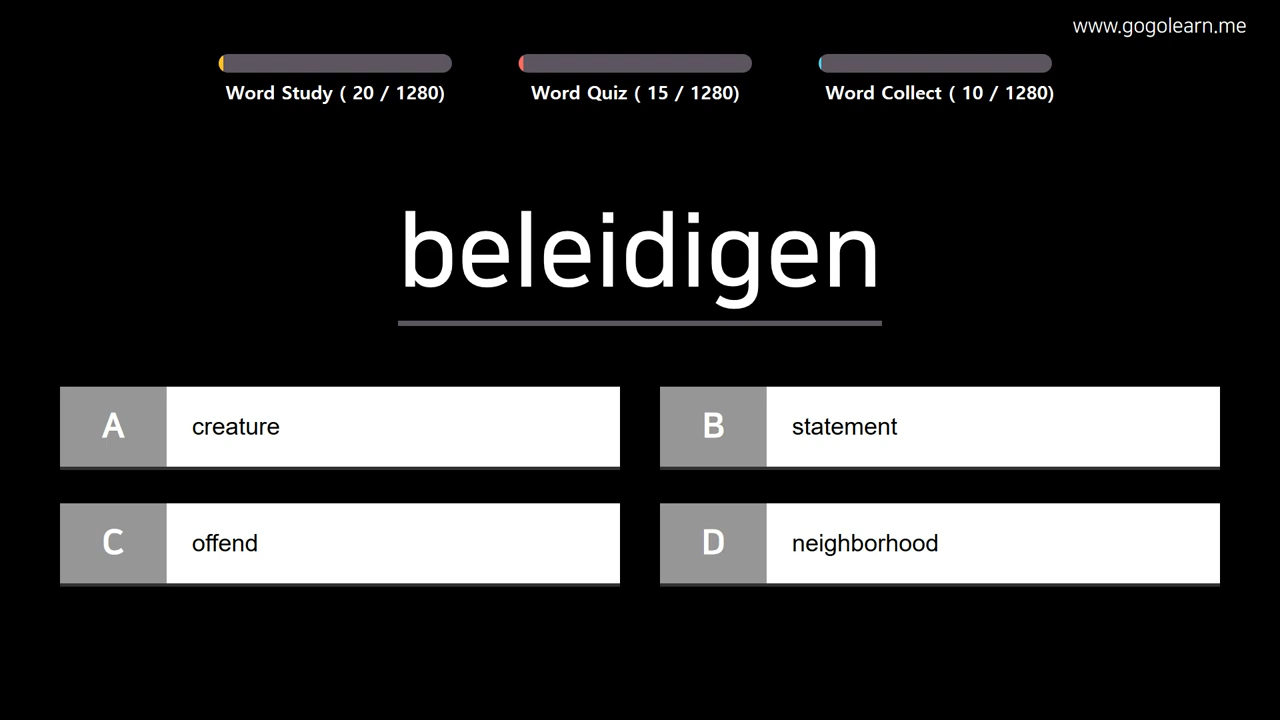 www.gogolearn.me
Word Study ( 20 / 1280)
Word Quiz ( 15 / 1280)
Word Collect ( 10 / 1280)
beleidigen
A creature
B statement
C offend
D neighborhood